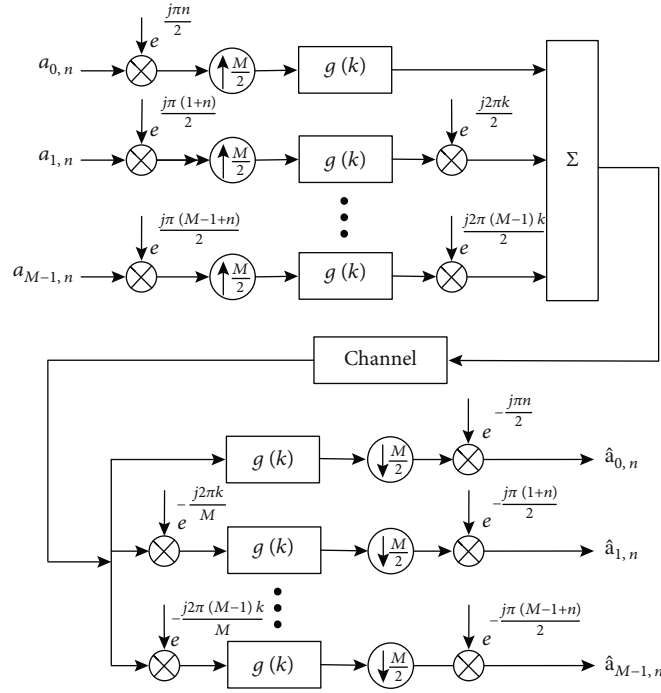 e^{jπn/2}
a_{0, n}
↑ M/2
g (k)
e^{jπ (1+n)/2}
e^{j2πk/2}
a_{1, n}
↑ M/2
g (k)
Σ
e^{jπ (M−1+n)/2}
e^{j2π (M−1) k/2}
a_{M−1, n}
↑ M/2
g (k)
Channel
e^{−jπn/2}
g (k)
↓ M/2
â_{0, n}
e^{−j2πk/M}
e^{−jπ (1+n)/2}
g (k)
↓ M/2
â_{1, n}
e^{−j2π (M−1) k/M}
e^{−jπ (M−1+n)/2}
g (k)
↓ M/2
â_{M−1, n}